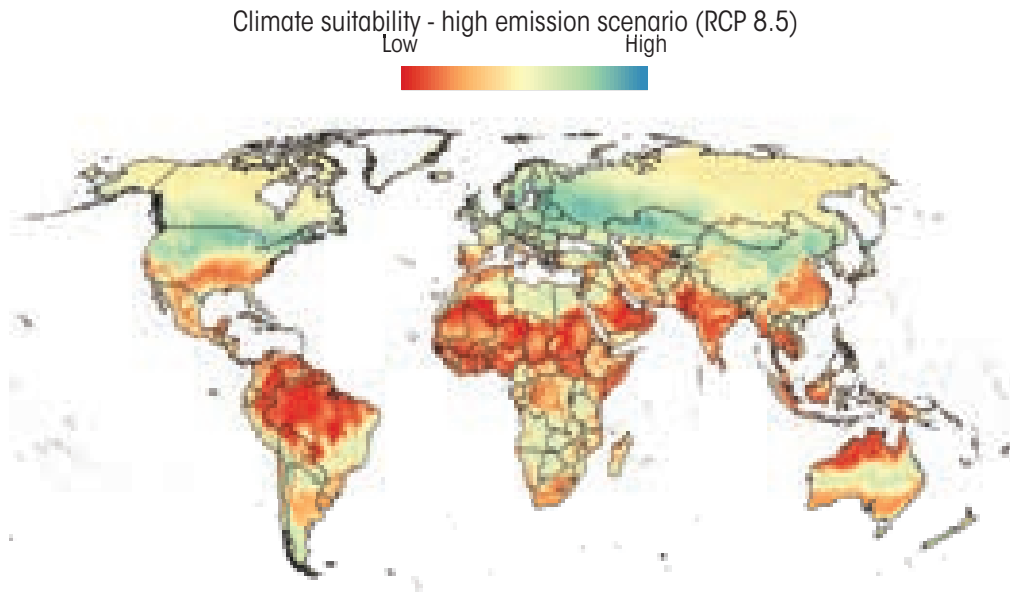 Climate suitability - high emission scenario (RCP 8.5)
Low High